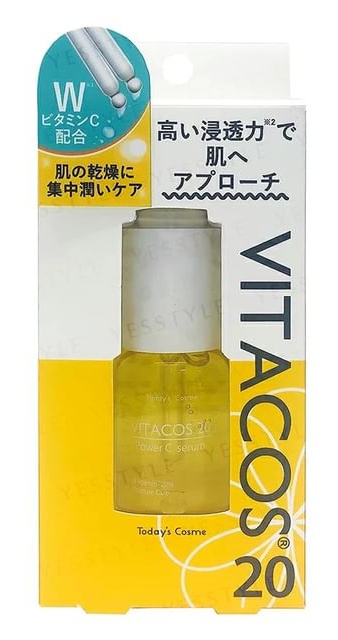 W※1
ビタミンC
配合
肌の乾燥に
集中潤いケア
高い浸透力※2で
肌へ
アプローチ
VITACOS® 20
Today's Cosme
VITACOS 20
Power C serum
Today's Cosme
YESSTYLE